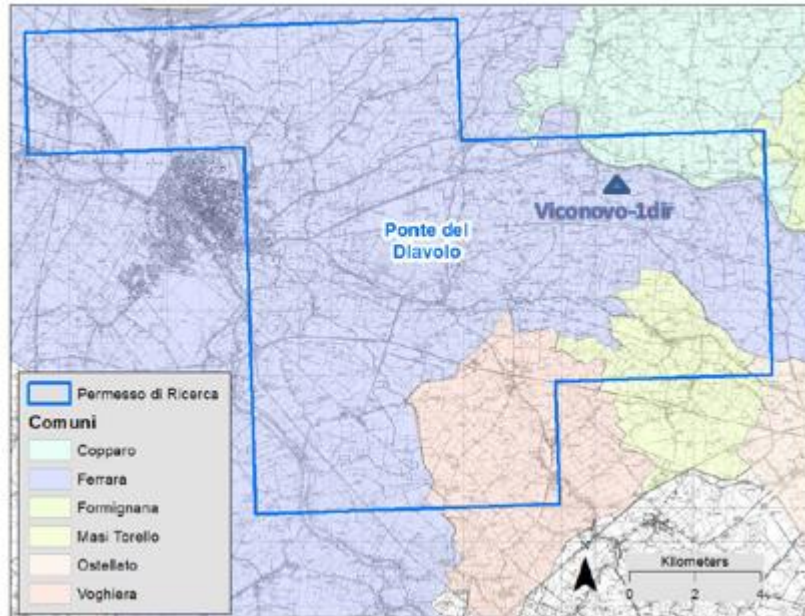 Viconovo-1dir
Ponte del
Diavolo
Permesso di Ricerca
Comuni
Copparo
Ferrara
Formignana
Masi Torello
Ostellato
Voghiera
Kilometers
0 2 4